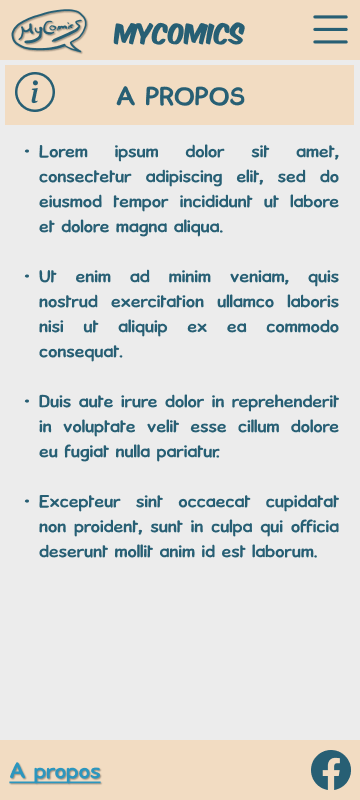 MyComics
MYCOMICS
i
A PROPOS
• Lorem ipsum dolor sit amet,
consectetur adipiscing elit, sed do
eiusmod tempor incididunt ut labore
et dolore magna aliqua.
• Ut enim ad minim veniam, quis
nostrud exercitation ullamco laboris
nisi ut aliquip ex ea commodo
consequat.
• Duis aute irure dolor in reprehenderit
in voluptate velit esse cillum dolore
eu fugiat nulla pariatur.
• Excepteur sint occaecat cupidatat
non proident, sunt in culpa qui officia
deserunt mollit anim id est laborum.
A propos